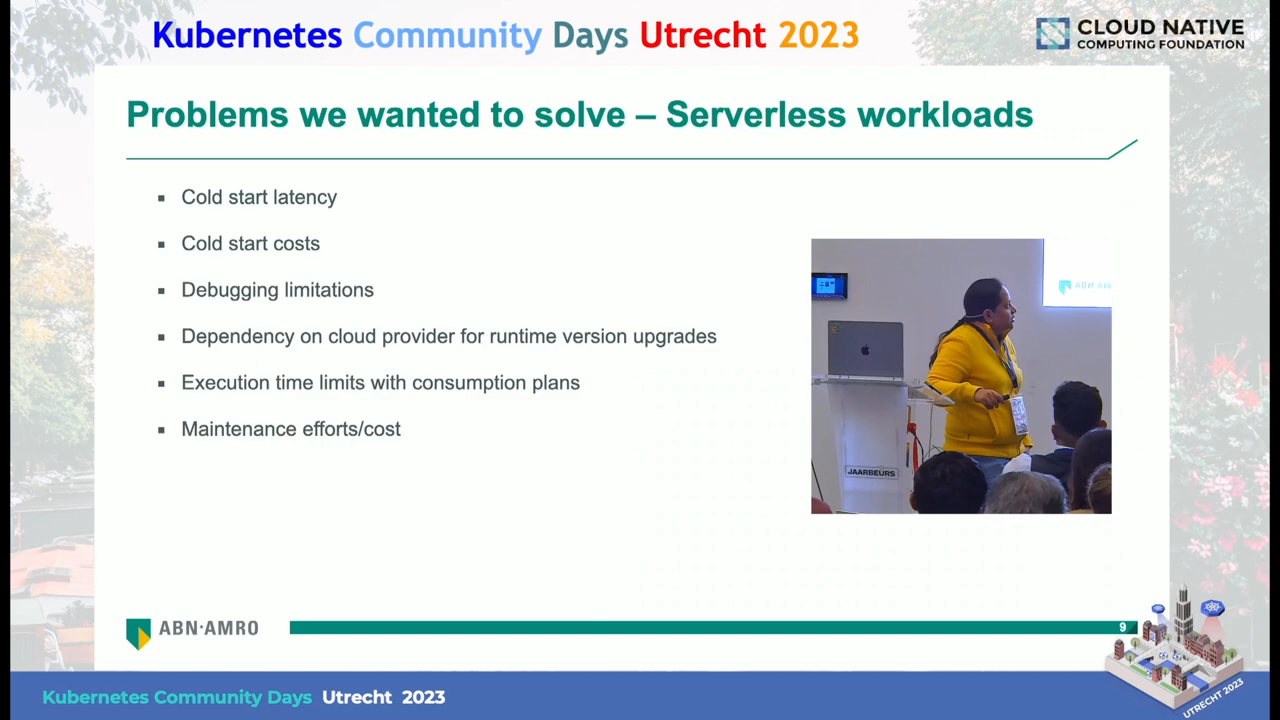 Kubernetes Community Days Utrecht 2023
CLOUD NATIVE
COMPUTING FOUNDATION
Problems we wanted to solve – Serverless workloads
▪ Cold start latency
▪ Cold start costs
▪ Debugging limitations
▪ Dependency on cloud provider for runtime version upgrades
▪ Execution time limits with consumption plans
▪ Maintenance efforts/cost
ABN AM
JAARBEURS
ABN·AMRO
9
Kubernetes Community Days Utrecht 2023
UTRECHT 2023